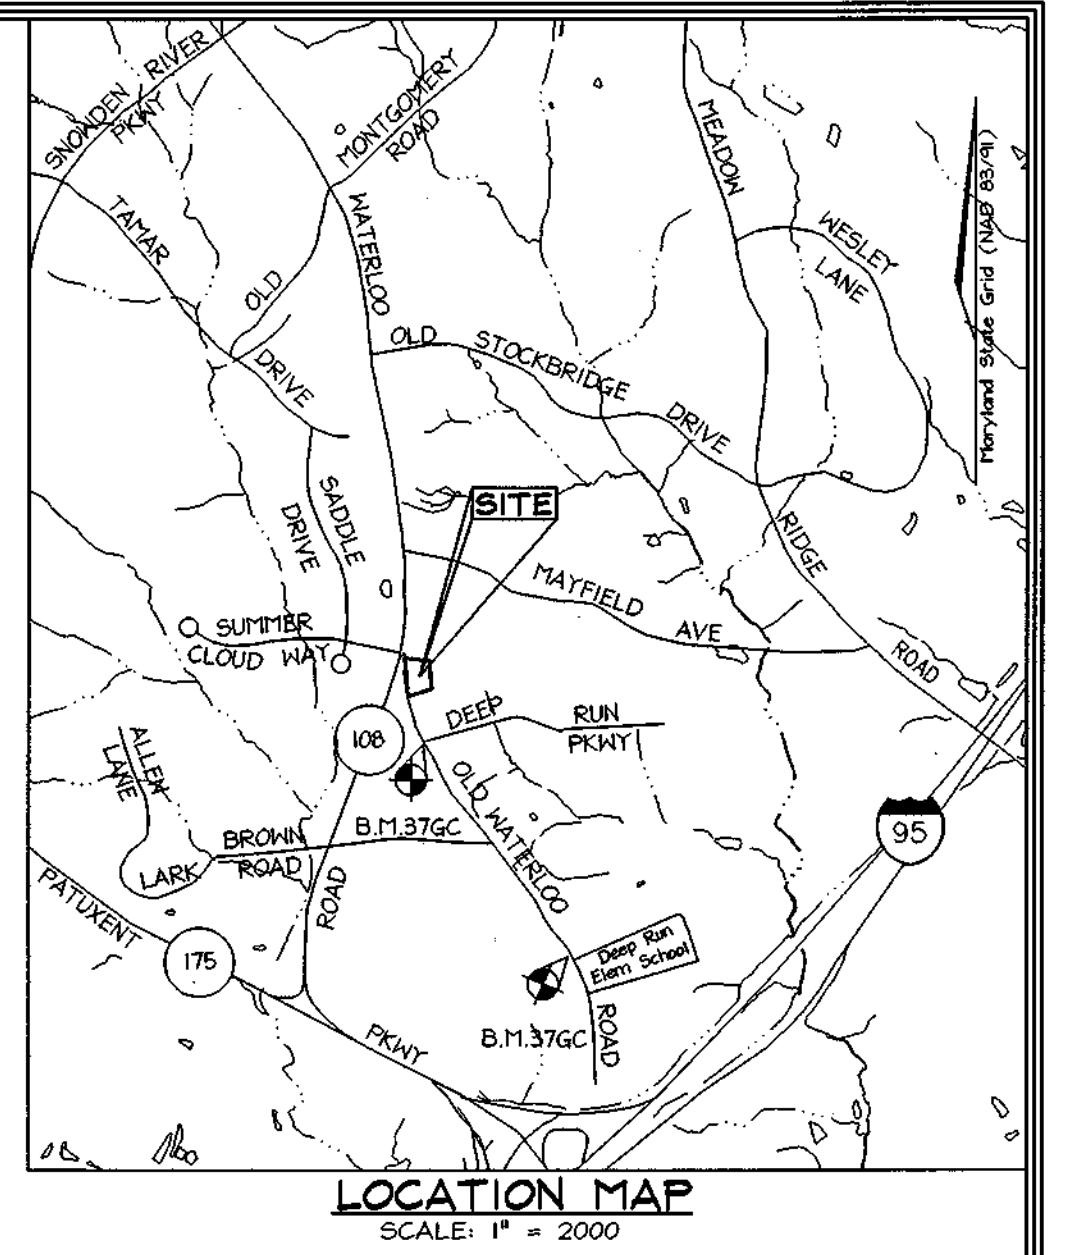 SNOWDEN RIVER
PKWY
MONTGOMERY
ROAD
MEADOW
Maryland State Grid (NAD 83/91)
TAMAR
WATERLOO
WESLEY
LANE
OLD
OLD
STOCKBRIDGE
DRIVE
DRIVE
SADDLE
DRIVE
SITE
RIDGE
MAYFIELD
AVE
SUMMER
CLOUD WAY
ROAD
DEEP
RUN
PKWY
108
ALLEN
LANE
OLD WATERLOO
95
B.M.37GC
BROWN
ROAD
LARK
ROAD
PATUXENT
175
Deep Run
Elem School
PKWY
B.M.37GC
ROAD
LOCATION MAP
SCALE: 1" = 2000